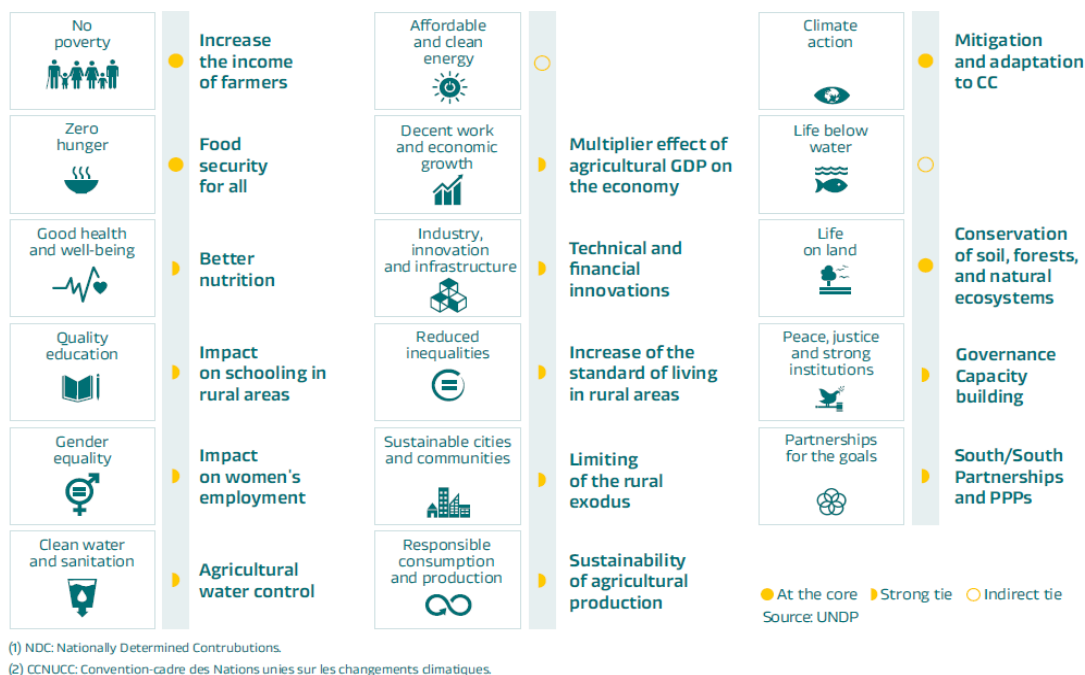 No
poverty
Increase
the income
of farmers
Zero
hunger
Food
security
for all
Good health
and well-being
Better
nutrition
Quality
education
Impact
on schooling in
rural areas
Gender
equality
Impact
on women's
employment
Clean water
and sanitation
Agricultural
water control
Affordable
and clean
energy
Decent work
and economic
growth
Multiplier effect of
agricultural GDP on
the economy
Industry,
innovation
and infrastructure
Technical and
financial
innovations
Reduced
inequalities
Increase of the
standard of living
in rural areas
Sustainable cities
and communities
Limiting
of the rural
exodus
Responsible
consumption
and production
Sustainability
of agricultural
production
Climate
action
Mitigation
and adaptation
to CC
Life below
water
Life
on land
Conservation
of soil, forests,
and natural
ecosystems
Peace, justice
and strong
institutions
Governance
Capacity
building
Partnerships
for the goals
South/South
Partnerships
and PPPs
At the core Strong tie Indirect tie
Source: UNDP
(1) NDC: Nationally Determined Contrubutions.
(2) CCNUCC: Convention-cadre des Nations unies sur les changements climatiques.